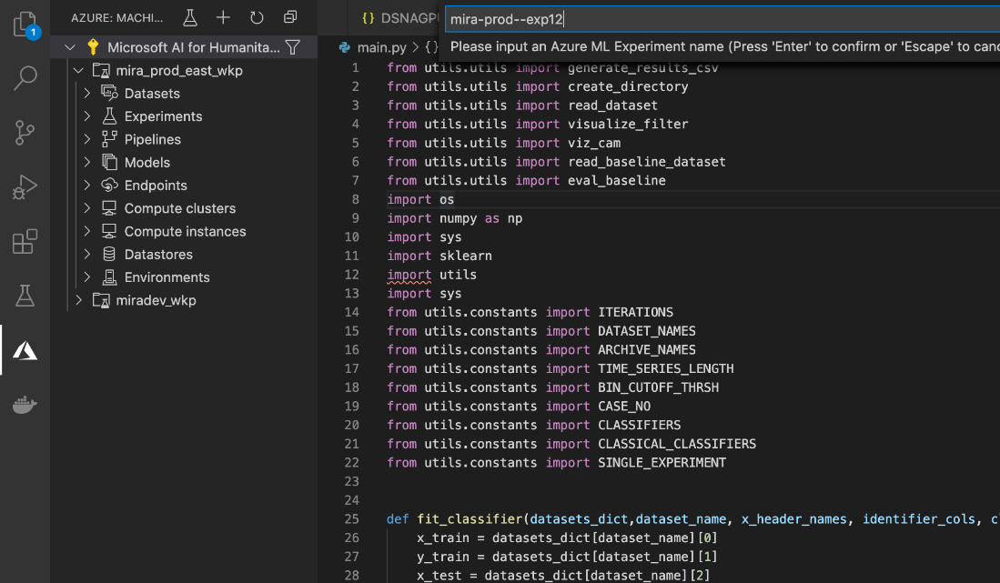 1
AZURE: MACHI...
Microsoft AI for Humanita...
mira_prod_east_wkp
Datasets
Experiments
Pipelines
Models
Endpoints
Compute clusters
Compute instances
Datastores
Environments
miradev_wkp
{} DSNAGP
mira-prod--exp12
Please input an Azure ML Experiment name (Press 'Enter' to confirm or 'Escape' to canc
main.py > {}
1 from utils.utils import generate_results_csv
2 from utils.utils import create_directory
3 from utils.utils import read_dataset
4 from utils.utils import visualize_filter
5 from utils.utils import viz_cam
6 from utils.utils import read_baseline_dataset
7 from utils.utils import eval_baseline
8 import os
9 import numpy as np
10 import sys
11 import sklearn
12 import utils
13 import sys
14 from utils.constants import ITERATIONS
15 from utils.constants import DATASET_NAMES
16 from utils.constants import ARCHIVE_NAMES
17 from utils.constants import TIME_SERIES_LENGTH
18 from utils.constants import BIN_CUTOFF_THRSH
19 from utils.constants import CASE_NO
20 from utils.constants import CLASSIFIERS
21 from utils.constants import CLASSICAL_CLASSIFIERS
22 from utils.constants import SINGLE_EXPERIMENT
23
24
25 def fit_classifier(datasets_dict,dataset_name, x_header_names, identifier_cols, c
26 x_train = datasets_dict[dataset_name][0]
27 y_train = datasets_dict[dataset_name][1]
28 x_test = datasets_dict[dataset_name][2]